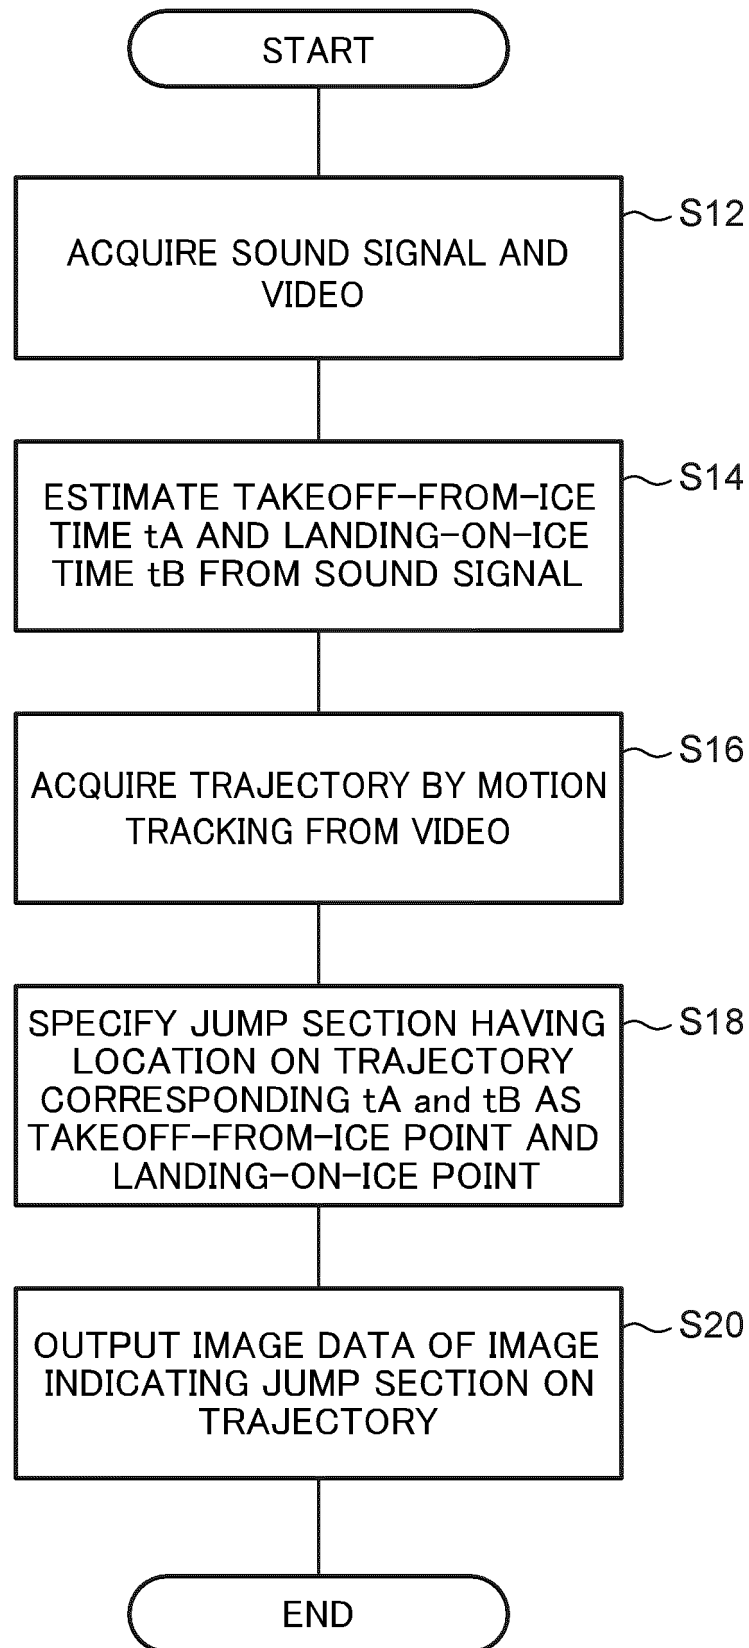 START
S12
ACQUIRE SOUND SIGNAL AND
VIDEO
S14
ESTIMATE TAKEOFF-FROM-ICE
TIME tA AND LANDING-ON-ICE
TIME tB FROM SOUND SIGNAL
S16
ACQUIRE TRAJECTORY BY MOTION
TRACKING FROM VIDEO
S18
SPECIFY JUMP SECTION HAVING
LOCATION ON TRAJECTORY
CORRESPONDING tA and tB AS
TAKEOFF-FROM-ICE POINT AND
LANDING-ON-ICE POINT
S20
OUTPUT IMAGE DATA OF IMAGE
INDICATING JUMP SECTION ON
TRAJECTORY
END